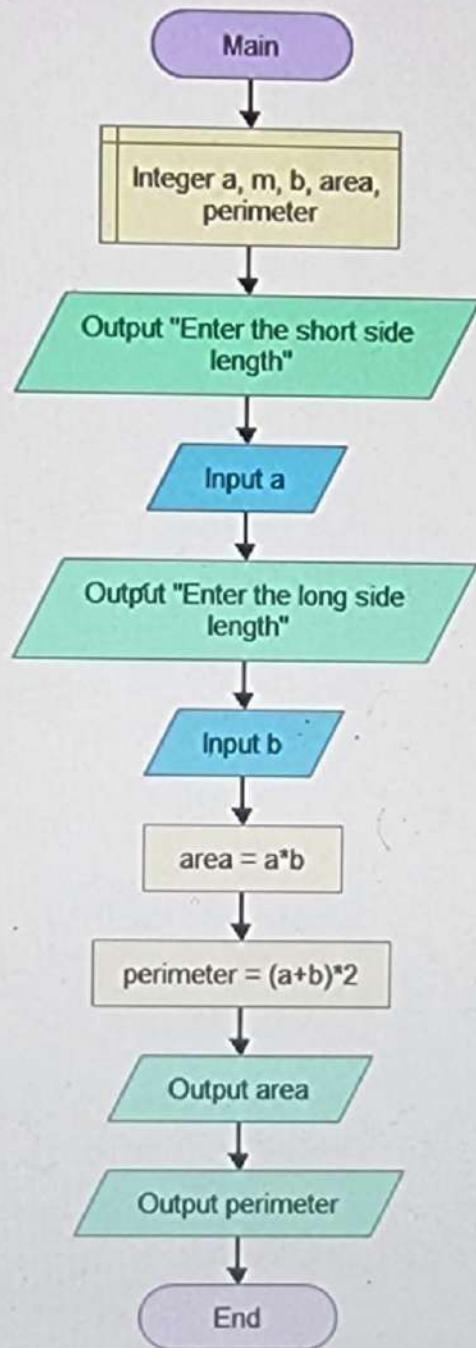 Main
Integer a, m, b, area,
perimeter
Output "Enter the short side
length"
Input a
Output "Enter the long side
length"
Input b
area = a*b
perimeter = (a+b)*2
Output area
Output perimeter
End